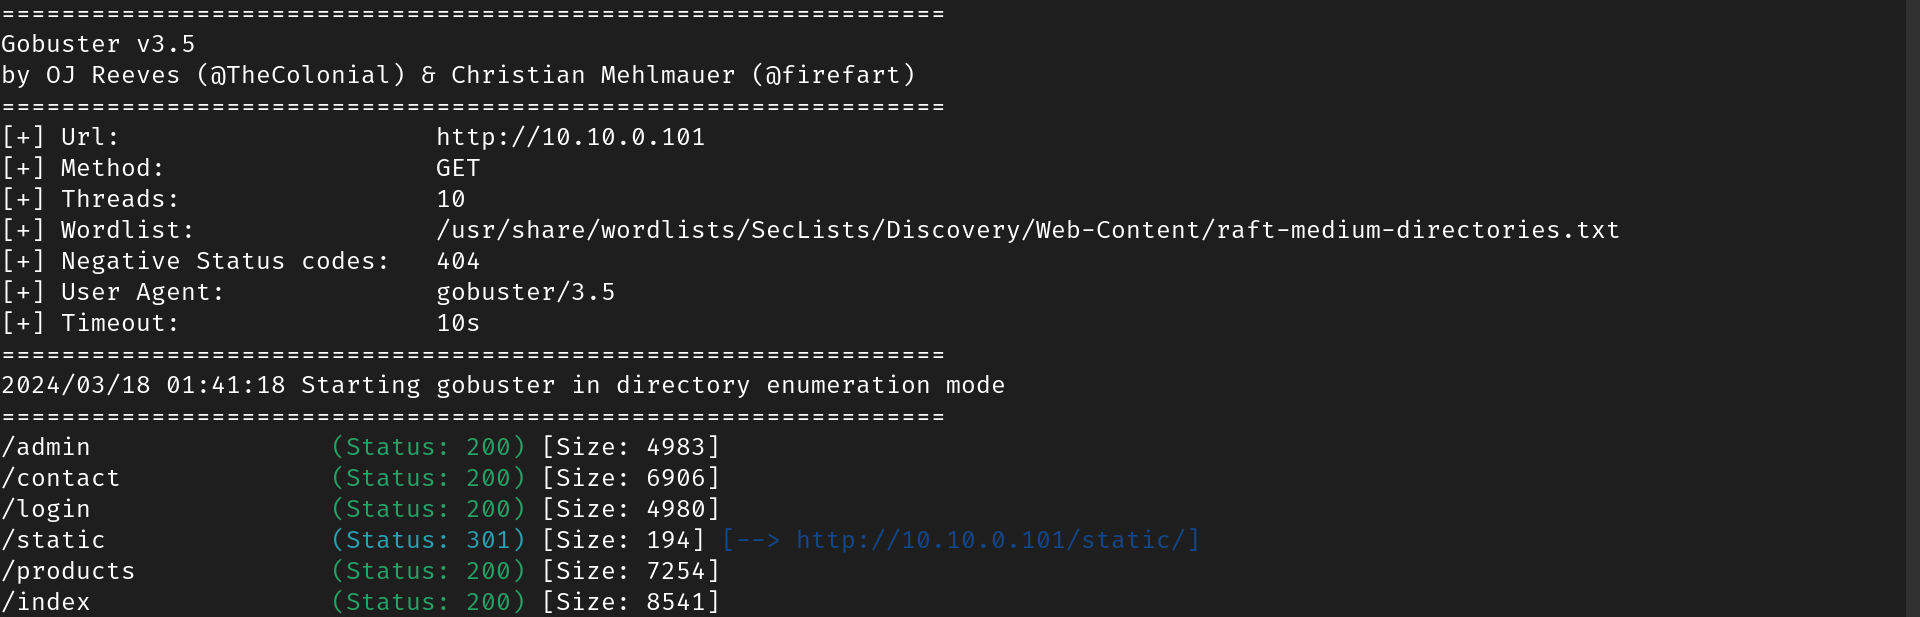 ===============================================================
Gobuster v3.5
by OJ Reeves (@TheColonial) & Christian Mehlmauer (@firefart)
===============================================================
[+] Url:                     http://10.10.0.101
[+] Method:                  GET
[+] Threads:                 10
[+] Wordlist:                /usr/share/wordlists/SecLists/Discovery/Web-Content/raft-medium-directories.txt
[+] Negative Status codes:   404
[+] User Agent:              gobuster/3.5
[+] Timeout:                 10s
===============================================================
2024/03/18 01:41:18 Starting gobuster in directory enumeration mode
===============================================================
/admin                (Status: 200) [Size: 4983]
/contact              (Status: 200) [Size: 6906]
/login                (Status: 200) [Size: 4980]
/static               (Status: 301) [Size: 194] [--> http://10.10.0.101/static/]
/products             (Status: 200) [Size: 7254]
/index                (Status: 200) [Size: 8541]